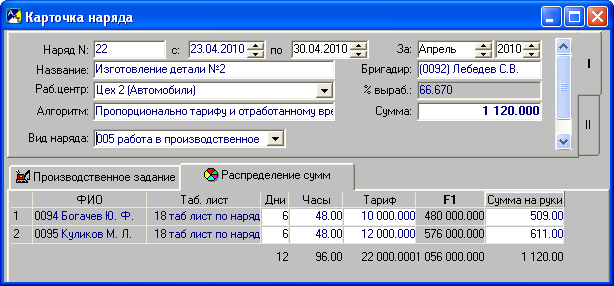 Карточка наряда
Наряд N: 22 с: 23.04.2010 по 30.04.2010 За: Апрель 2010
Название: Изготовление детали №2 Бригадир: (0092) Лебедев С.В.
Раб.центр: Цех 2 (Автомобили) % выраб.: 66.670
Алгоритм: Пропорционально тарифу и отработанному вре Сумма: 1 120.000
Вид наряда: 005 работа в производственное
I
II
Производственное задание Распределение сумм
ФИО Таб. лист Дни Часы Тариф F1 Сумма на руки
1 0094 Богачев Ю. Ф. 18 таб лист по наряд 6 48.00 10 000.000 480 000.000 509.00
2 0095 Куликов М. Л. 18 таб лист по наряд 6 48.00 12 000.000 576 000.000 611.00
12 96.00 22 000.000 1 056 000.000 1 120.00